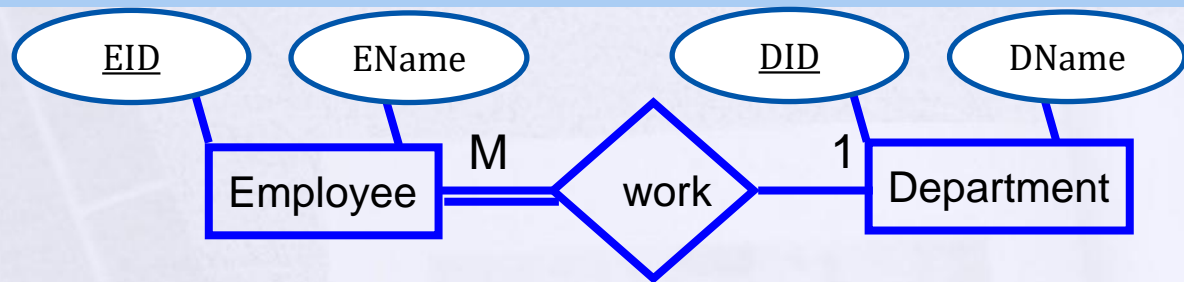 EID
EName
DID
DName
M
1
Employee
work
Department